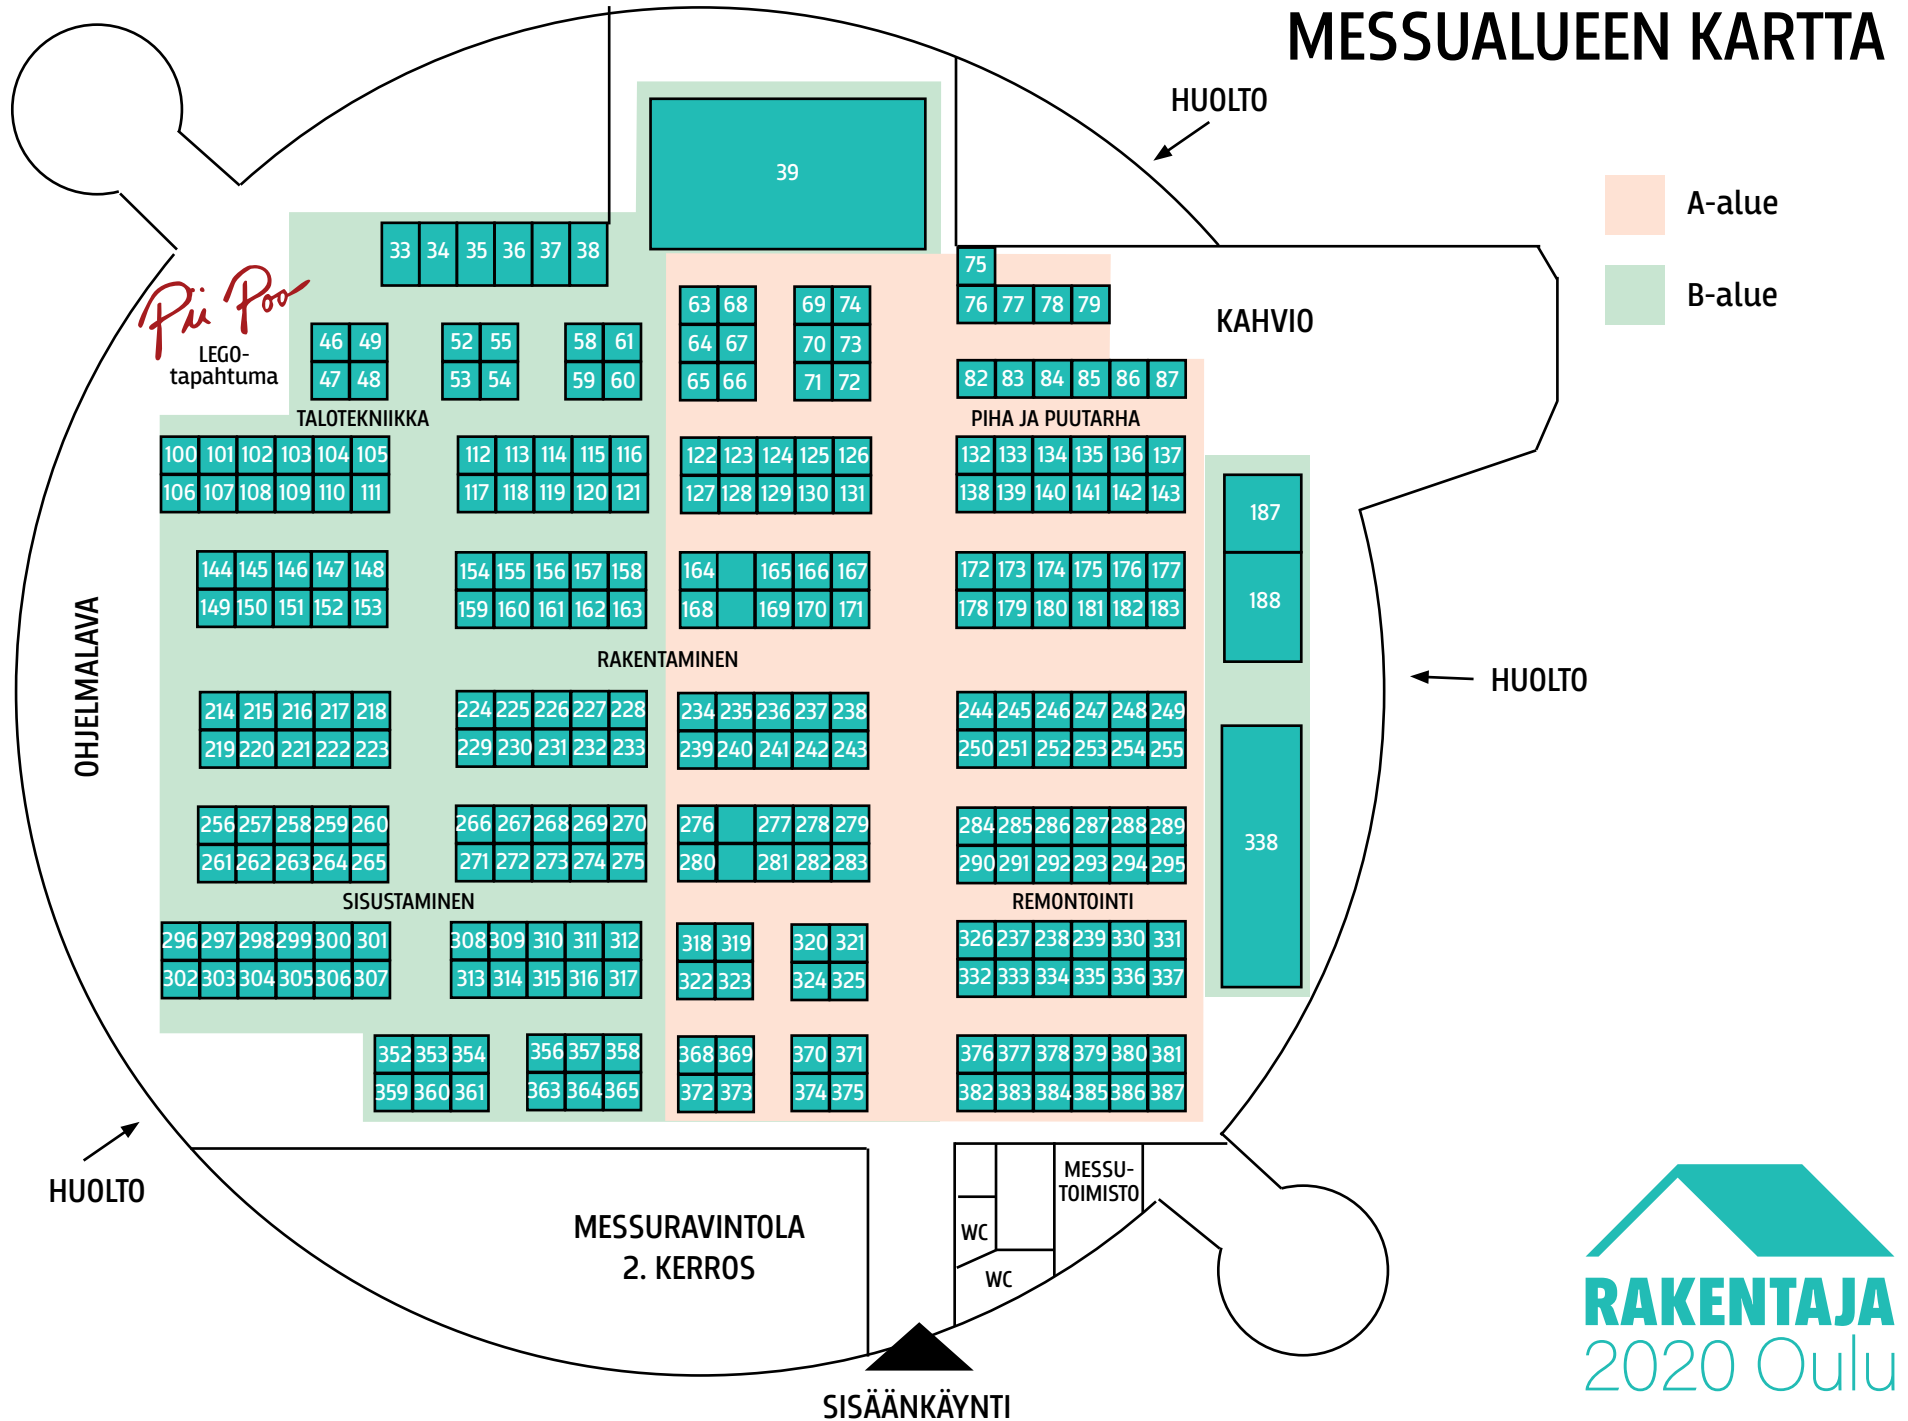 MESSUALUEEN KARTTA
HUOLTO
A-alue
B-alue
39
33 34 35 36 37 38
75
76 77 78 79
KAHVIO
Pii Poo
LEGO-
tapahtuma
46 49
47 48
52 55
53 54
58 61
59 60
63 68
64 67
65 66
69 74
70 73
71 72
82 83 84 85 86 87
TALOTEKNIIKKA
PIHA JA PUUTARHA
100 101 102 103 104 105
106 107 108 109 110 111
112 113 114 115 116
117 118 119 120 121
122 123 124 125 126
127 128 129 130 131
132 133 134 135 136 137
138 139 140 141 142 143
187
188
144 145 146 147 148
149 150 151 152 153
154 155 156 157 158
159 160 161 162 163
164 165 166 167
168 169 170 171
172 173 174 175 176 177
178 179 180 181 182 183
OHJELMALAVA
RAKENTAMINEN
HUOLTO
214 215 216 217 218
219 220 221 222 223
224 225 226 227 228
229 230 231 232 233
234 235 236 237 238
239 240 241 242 243
244 245 246 247 248 249
250 251 252 253 254 255
256 257 258 259 260
261 262 263 264 265
266 267 268 269 270
271 272 273 274 275
276 277 278 279
280 281 282 283
284 285 286 287 288 289
290 291 292 293 294 295
338
SISUSTAMINEN
REMONTOINTI
296 297 298 299 300 301
302 303 304 305 306 307
308 309 310 311 312
313 314 315 316 317
318 319
322 323
320 321
324 325
326 237 238 239 330 331
332 333 334 335 336 337
352 353 354
359 360 361
356 357 358
363 364 365
368 369
372 373
370 371
374 375
376 377 378 379 380 381
382 383 384 385 386 387
HUOLTO
MESSURAVINTOLA
2. KERROS
MESSU-
TOIMISTO
WC
WC
SISÄÄNKÄYNTI
RAKENTAJA
2020 Oulu